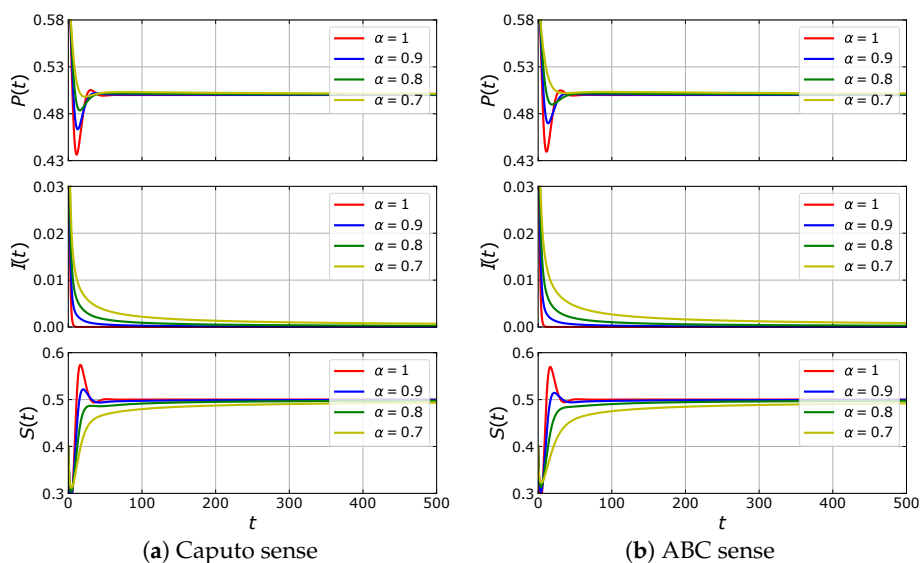 0.58
0.53
0.48
0.43
P(t)
α = 1
α = 0.9
α = 0.8
α = 0.7
0.03
0.02
0.01
0.00
I(t)
α = 1
α = 0.9
α = 0.8
α = 0.7
0.6
0.5
0.4
0.3
S(t)
α = 1
α = 0.9
α = 0.8
α = 0.7
0 100 200 300 400 500
t
(a) Caputo sense
0.58
0.53
0.48
0.43
P(t)
α = 1
α = 0.9
α = 0.8
α = 0.7
0.03
0.02
0.01
0.00
I(t)
α = 1
α = 0.9
α = 0.8
α = 0.7
0.6
0.5
0.4
0.3
S(t)
α = 1
α = 0.9
α = 0.8
α = 0.7
0 100 200 300 400 500
t
(b) ABC sense